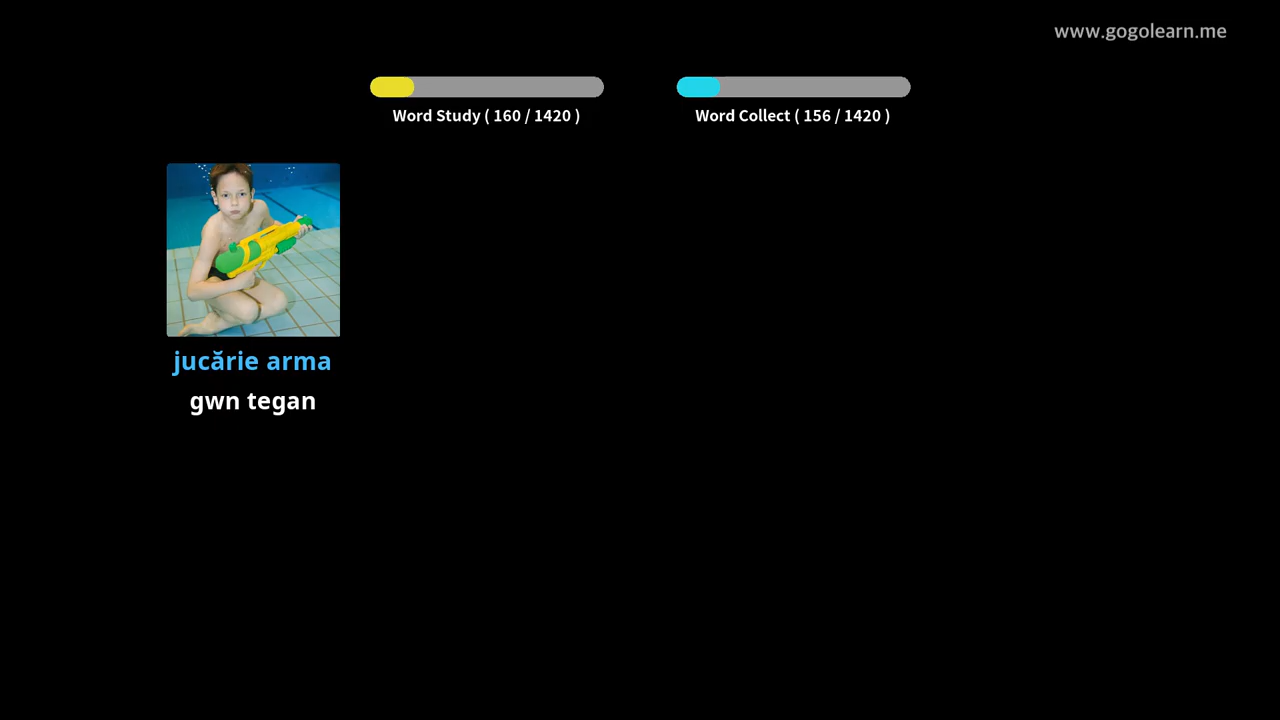 www.gogolearn.me
Word Study ( 160 / 1420 )
Word Collect ( 156 / 1420 )
jucărie arma
gwn tegan